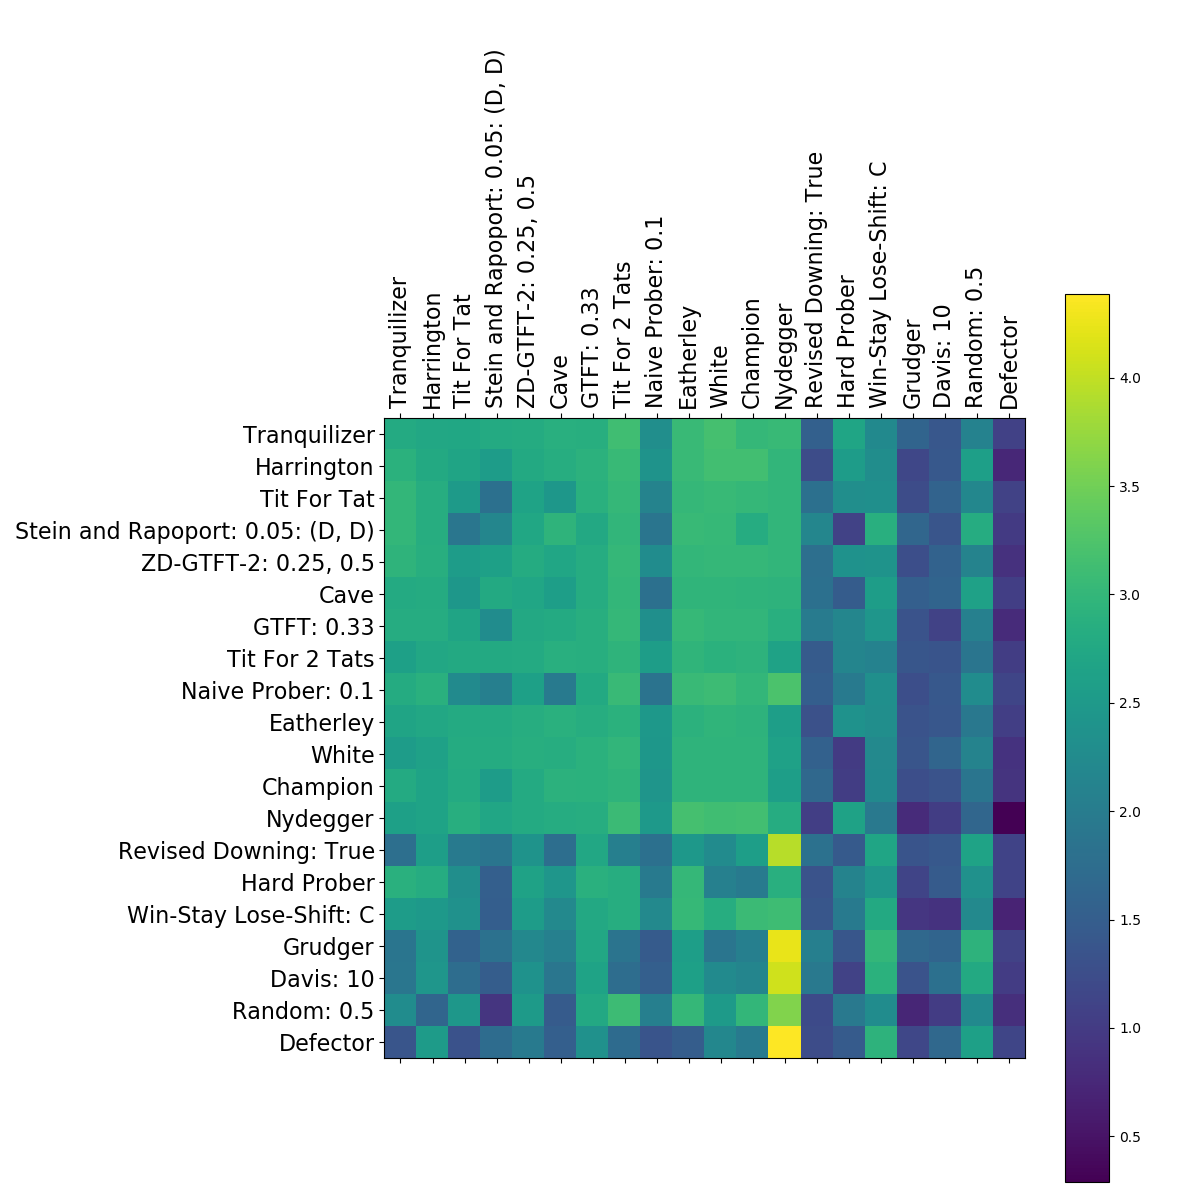 Tranquilizer
Harrington
Tit For Tat
Stein and Rapoport: 0.05: (D, D)
ZD-GTFT-2: 0.25, 0.5
Cave
GTFT: 0.33
Tit For 2 Tats
Naive Prober: 0.1
Eatherley
White
Champion
Nydegger
Revised Downing: True
Hard Prober
Win-Stay Lose-Shift: C
Grudger
Davis: 10
Random: 0.5
Defector
Tranquilizer
Harrington
Tit For Tat
Stein and Rapoport: 0.05: (D, D)
ZD-GTFT-2: 0.25, 0.5
Cave
GTFT: 0.33
Tit For 2 Tats
Naive Prober: 0.1
Eatherley
White
Champion
Nydegger
Revised Downing: True
Hard Prober
Win-Stay Lose-Shift: C
Grudger
Davis: 10
Random: 0.5
Defector
4.0
3.5
3.0
2.5
2.0
1.5
1.0
0.5